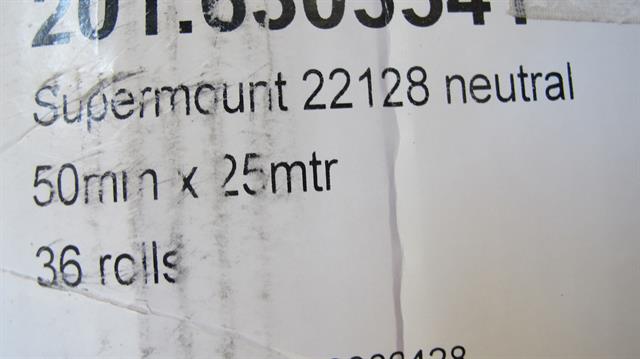 Supermount 22128 neutral
50mm x 25mtr
36 rolls